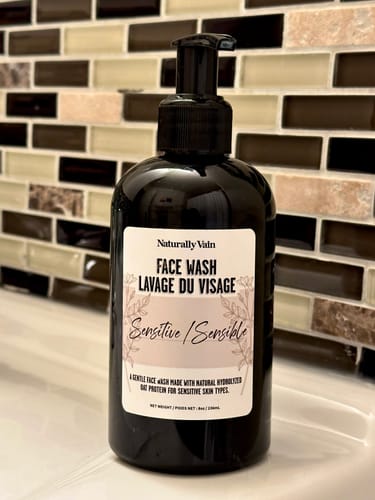 Naturally Vain
FACE WASH
LAVAGE DU VISAGE
Sensitive / Sensible
A GENTLE FACE WASH MADE WITH NATURAL HYDROLYZED
OAT PROTEIN FOR SENSITIVE SKIN TYPES.
NET WEIGHT / POIDS NET : 8oz / 236mL